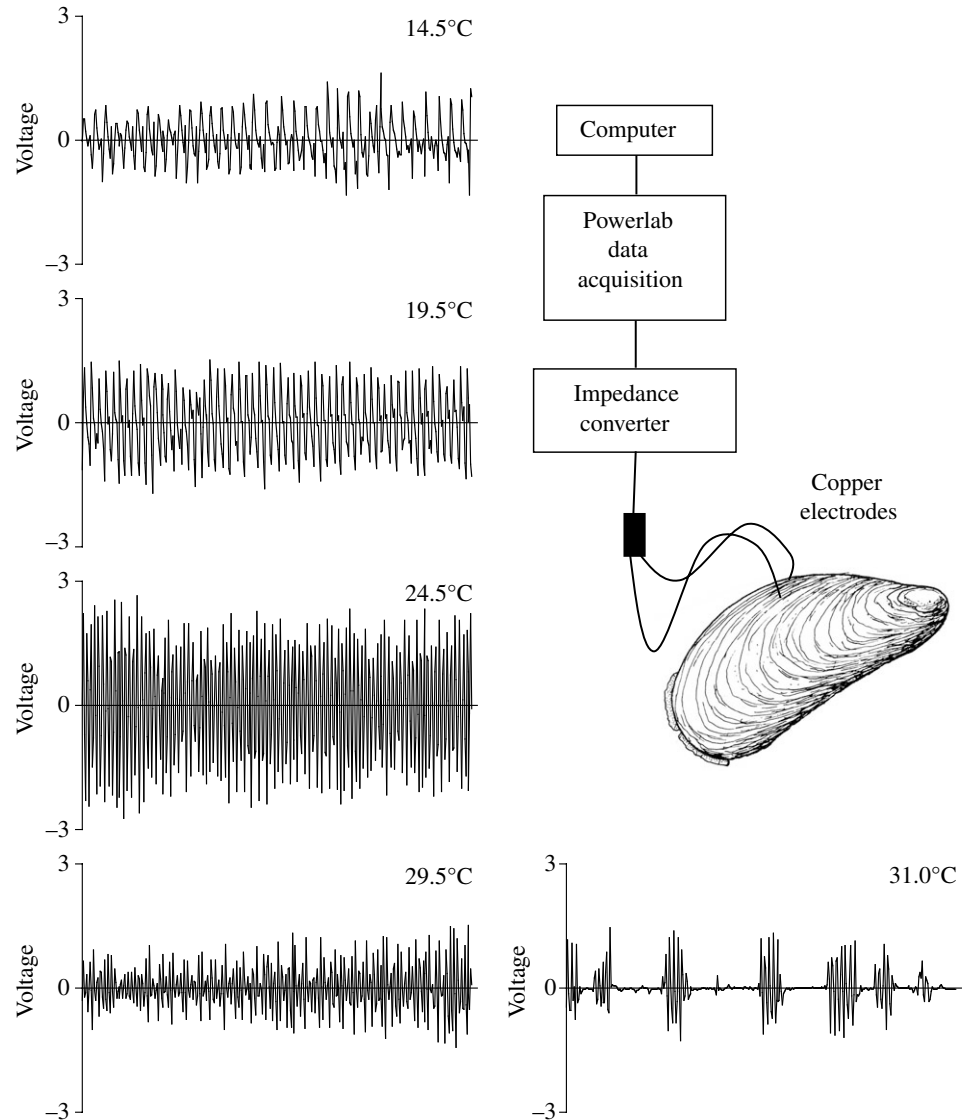 3
14.5°C
Voltage
0
–3
3
19.5°C
Voltage
0
–3
3
24.5°C
Voltage
0
–3
3
29.5°C
Voltage
0
–3
Computer
Powerlab
data
acquisition
Impedance
converter
Copper
electrodes
3
31.0°C
Voltage
0
–3